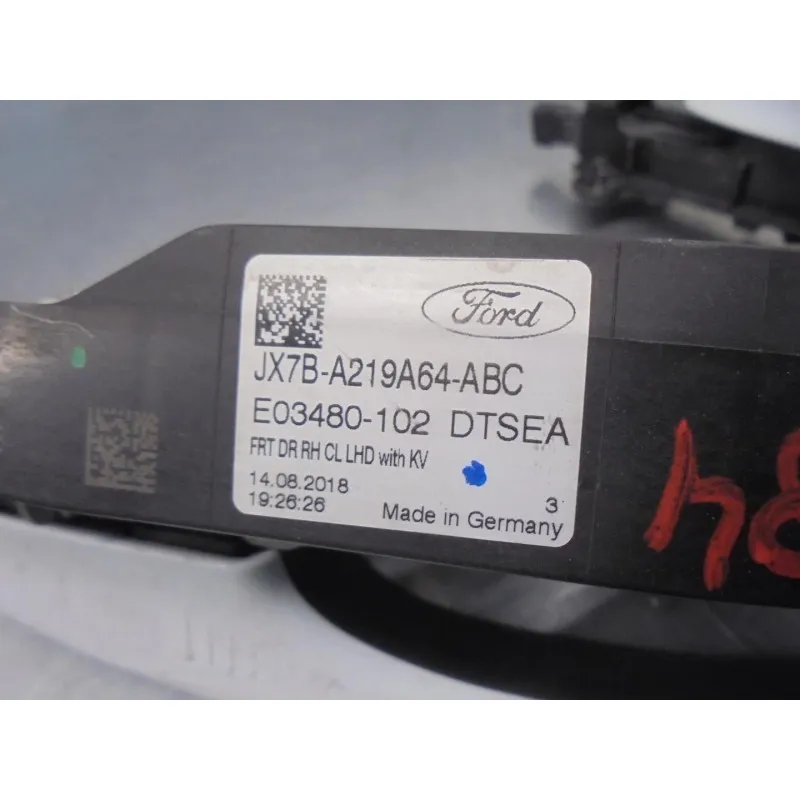 Ford
JX7B-A219A64-ABC
E03480-102 DTSEA
FRT DR RH CL LHD with KV
14.08.2018
19:26:26
3
Made in Germany
84